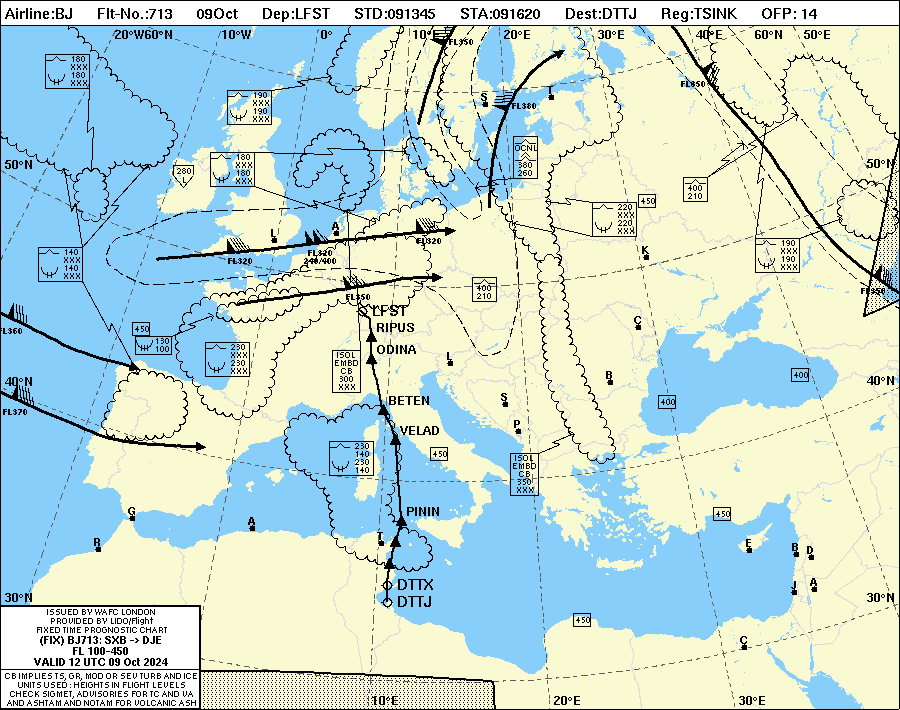 Airline:BJ Flt-No.:713 09Oct Dep:LFST STD:091345 STA:091620 Dest:DTTJ Reg:TSINK OFP: 14
20°W60°N 10°W 0° 10°E 20°E 30°E 40°E 60°N 50°E
FL350
180
XXX
180
XXX
190
XXX
190
XXX
S
FL380
T
FL350
50°N
280
L
180
XXX
180
XXX
OCNL
380
260
400
210
450
50°N
220
XXX
220
XXX
L
A
FL320
FL320
240/400
FL320
140
XXX
140
XXX
K
190
XXX
190
XXX
FL350
400
210
FL350
FL360
450
130
100
230
XXX
230
XXX
LFST
RIPUS
ODINA
ISOL
EMBD
CB
300
XXX
C
L
B
400
40°N
40°N
FL370
BETEN
VELAD
S
P
400
230
140
230
140
450
ISOL
EMBD
CB
350
XXX
G
A
PININ
450
R
T
E
B
D
DTTX
DTTJ
J
A
30°N
30°N
450
C
ISSUED BY WAFC LONDON
PROVIDED BY LIDO/Flight
FIXED TIME PROGNOSTIC CHART
(FIX) BJ713: SXB -> DJE
FL 100-450
VALID 12 UTC 09 Oct 2024
CB IMPLIES TS, GR, MOD OR SEV TURB AND ICE
UNITS USED : HEIGHTS IN FLIGHT LEVELS
CHECK SIGMET, ADVISORIES FOR TC AND VA
AND ASHTAM AND NOTAM FOR VOLCANIC ASH
10°E 20°E 30°E